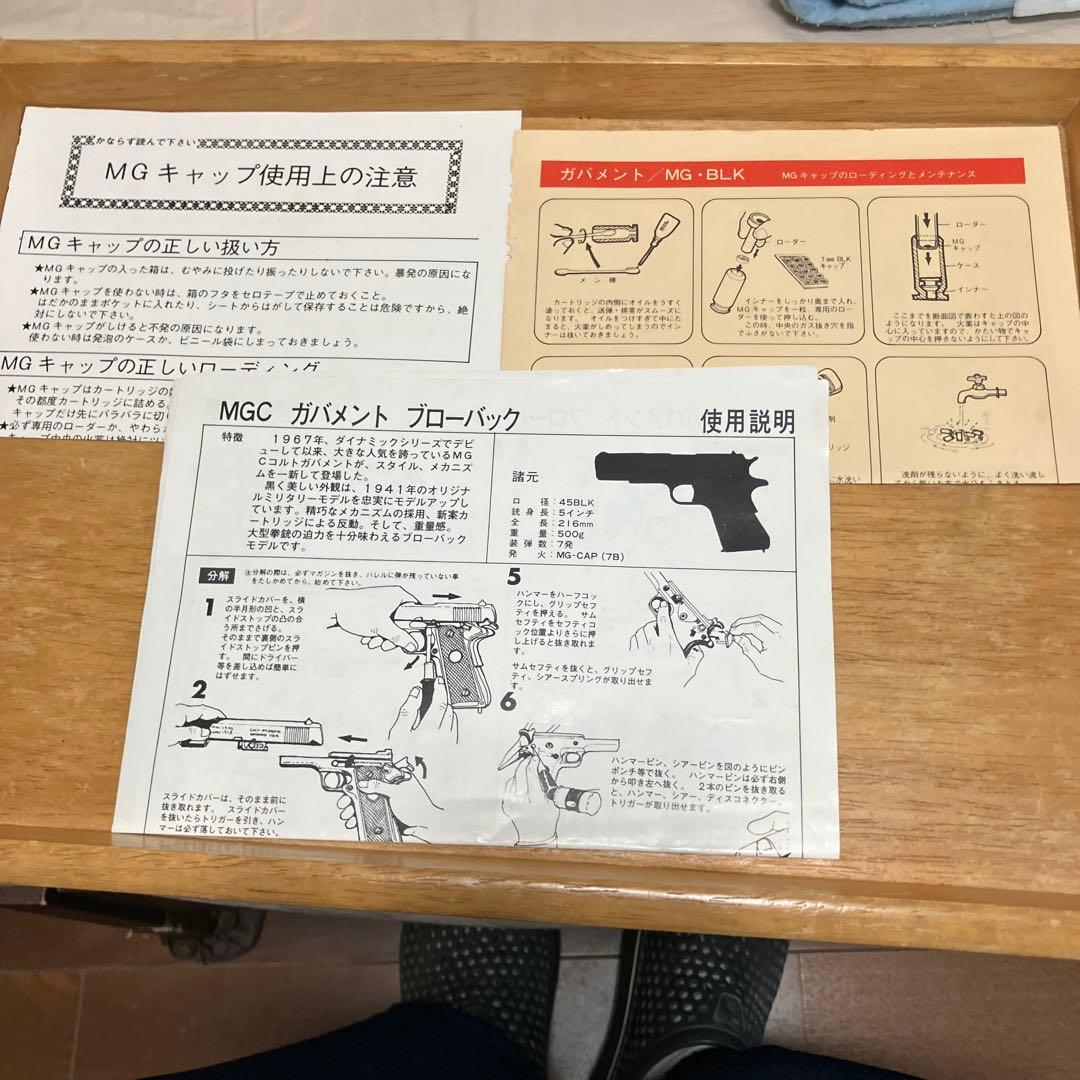 かならず読んで下さい
MGキャップ使用上の注意
MGキャップの正しい扱い方
★MGキャップの入った箱は、むやみに投げたり振ったりしないで下さい。暴発の原因にな
ります。
★MGキャップを使わない時は、箱のフタをセロテープで止めておくこと。
はだかのままポケットに入れたり、シートからはがして保存することは危険ですから、絶
対にしないで下さい。
★MGキャップがしけると不発の原因になります。
使わない時は発泡のケースか、ビニール袋にしまっておきましょう。
MGキャップの正しいローディング
★MGキャップはカートリッジの
その都度カートリッジに詰める
キャップだけ先にバラバラに切り
★必ず専用のローダーか、やわら
ガバメント/MG・BLK MGキャップのローディングとメンテナンス
メン棒
カートリッジの内側にオイルをうすく
塗っておくと、送弾・排莢がスムーズに
なります。 オイルをつけすぎて中にた
まると、火薬がしめってしまうのでイン
ナーは抜いておきましょう。
ローダー
7mmBLK
キャップ
インナーをしっかり奥まで入れ、
MGキャップを一粒、専用のロー
ダーを使って押し込む。
この時、中央のガス抜き穴を指
でふさがないで下さい。
ローダー
MG
キャップ
ケース
インナー
ここまでを断面図で表わすと上の図の
ようになります。 火薬はキャップの中
心に入っていますので、かたい物でキャ
ップの中心を押さないようにして下さい。
剤
リッジ
に水洗い
洗剤が残らないように、よく洗い流し
MGC ガバメント ブローバック 使用説明
特徴 1967年、ダイナミックシリーズでデビ
ューして以来、大きな人気を誇っているMG
Cコルトガバメントが、スタイル、メカニズ
ムを一新して登場した。
黒く美しい外観は、1941年のオリジナ
ルミリタリーモデルを忠実にモデルアップし
ています。精巧なメカニズムの採用、新案カ
ートリッジによる反動。そして、重量感。
大型拳銃の迫力を十分味わえるブローバック
モデルです。
諸元
口径:45BLK
銃身長:5インチ
全長:216mm
重量:500g
装弾数:7発
発火:MG-CAP(7B)
分解 ㊟分解の際は、必ずマガジンを抜き、バレルに弾が残っていない事
をたしかめてから、始めて下さい。
1 スライドカバーを、横
の半月形の凹と、スラ
イドストップの凸の合
う所までさげる。
そのままで裏側のスラ
イドストップピンを押
す。 間にドライバー
等を差し込めば簡単に
はずせます。
2
スライドカバーは、そのまま前に
抜き取れます。 スライドカバー
を抜いたらトリガーを引き、ハン
マーは必ず落しておいて下さい。
5
ハンマーをハーフコッ
クにし、グリップセフ
ティを押える。 サム
セフティをセフティコ
ック位置よりさらに押
し上げると抜き取れま
す。
サムセフティを抜くと、グリップセフ
ティ、シアースプリングが取り出せま
す。
6
ハンマーピン、シアーピンを図のようにピン
ポンチ等で抜く。 ハンマーピンは必ず右側
から叩き左へ抜く。 2本のピンを抜き取る
と、ハンマー、シアー、ディスコネクター、
トリガーが取り出せます。